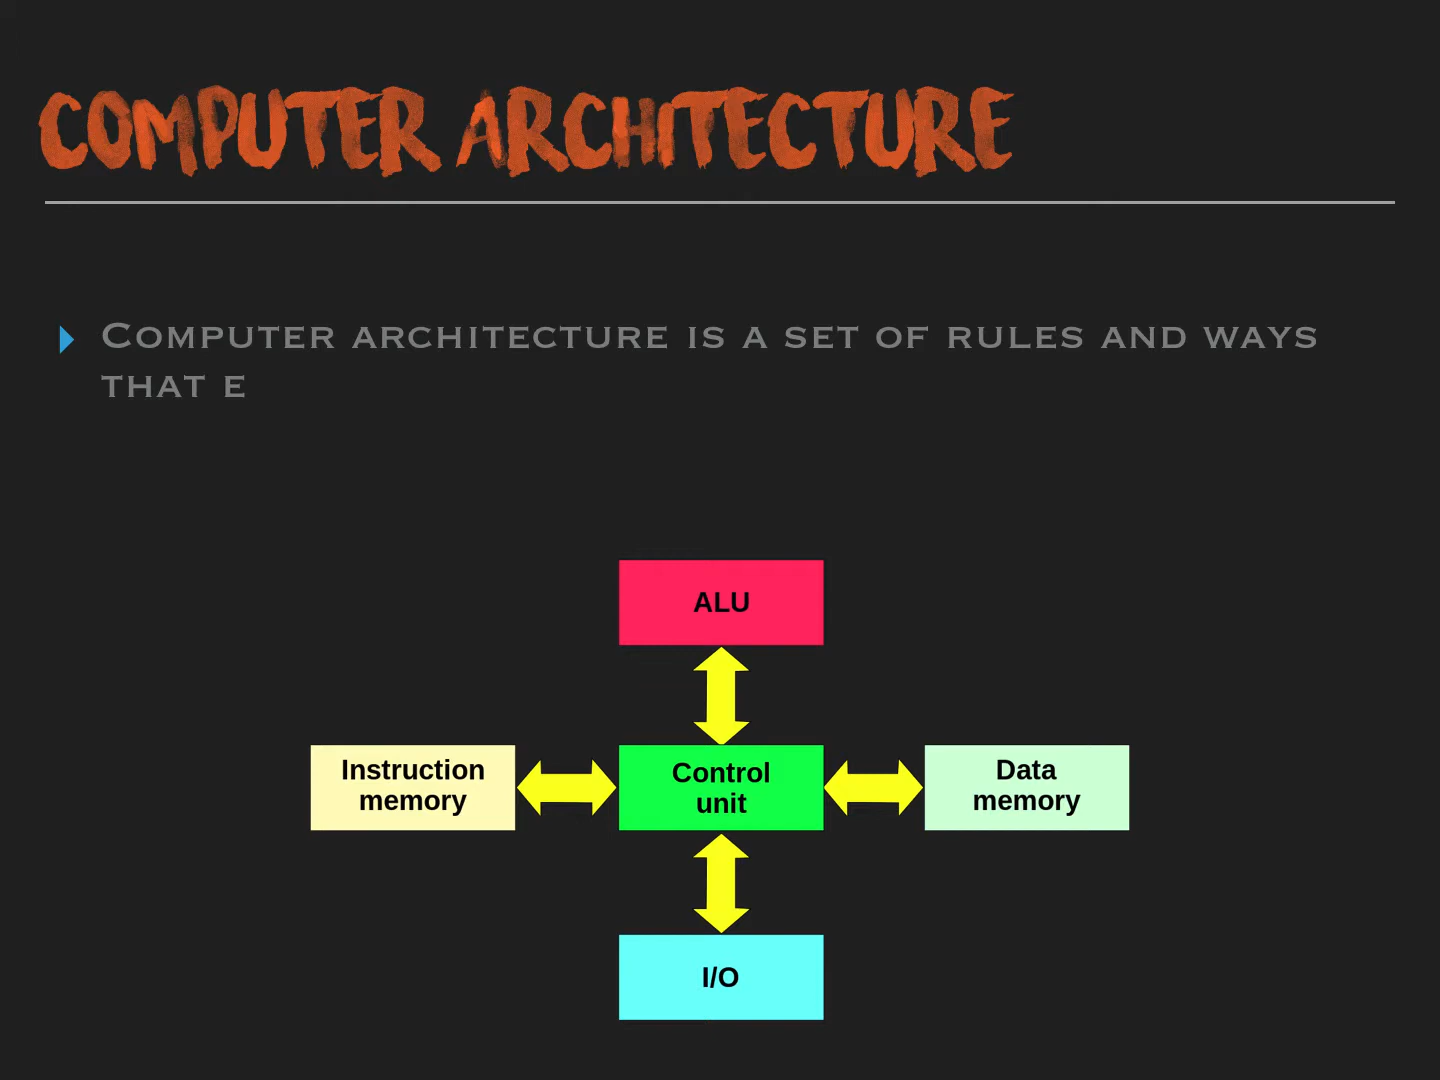 COMPUTER ARCHITECTURE
COMPUTER ARCHITECTURE IS A SET OF RULES AND WAYS
THAT E
ALU
Instruction
memory
Control
unit
Data
memory
I/O